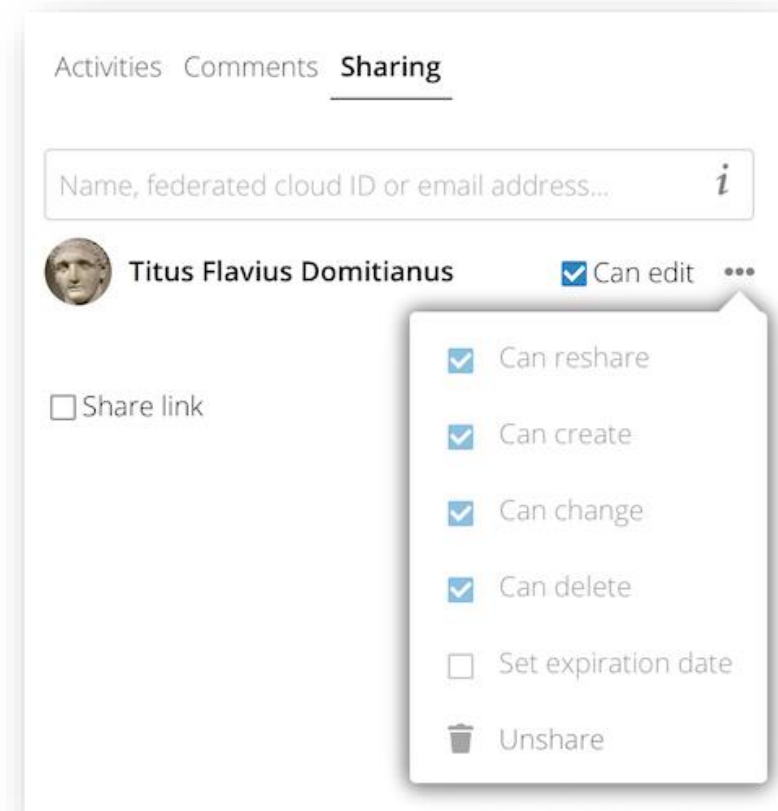 Activities Comments Sharing
Name, federated cloud ID or email address... i
Titus Flavius Domitianus Can edit
Can reshare
Share link
Can create
Can change
Can delete
Set expiration date
Unshare